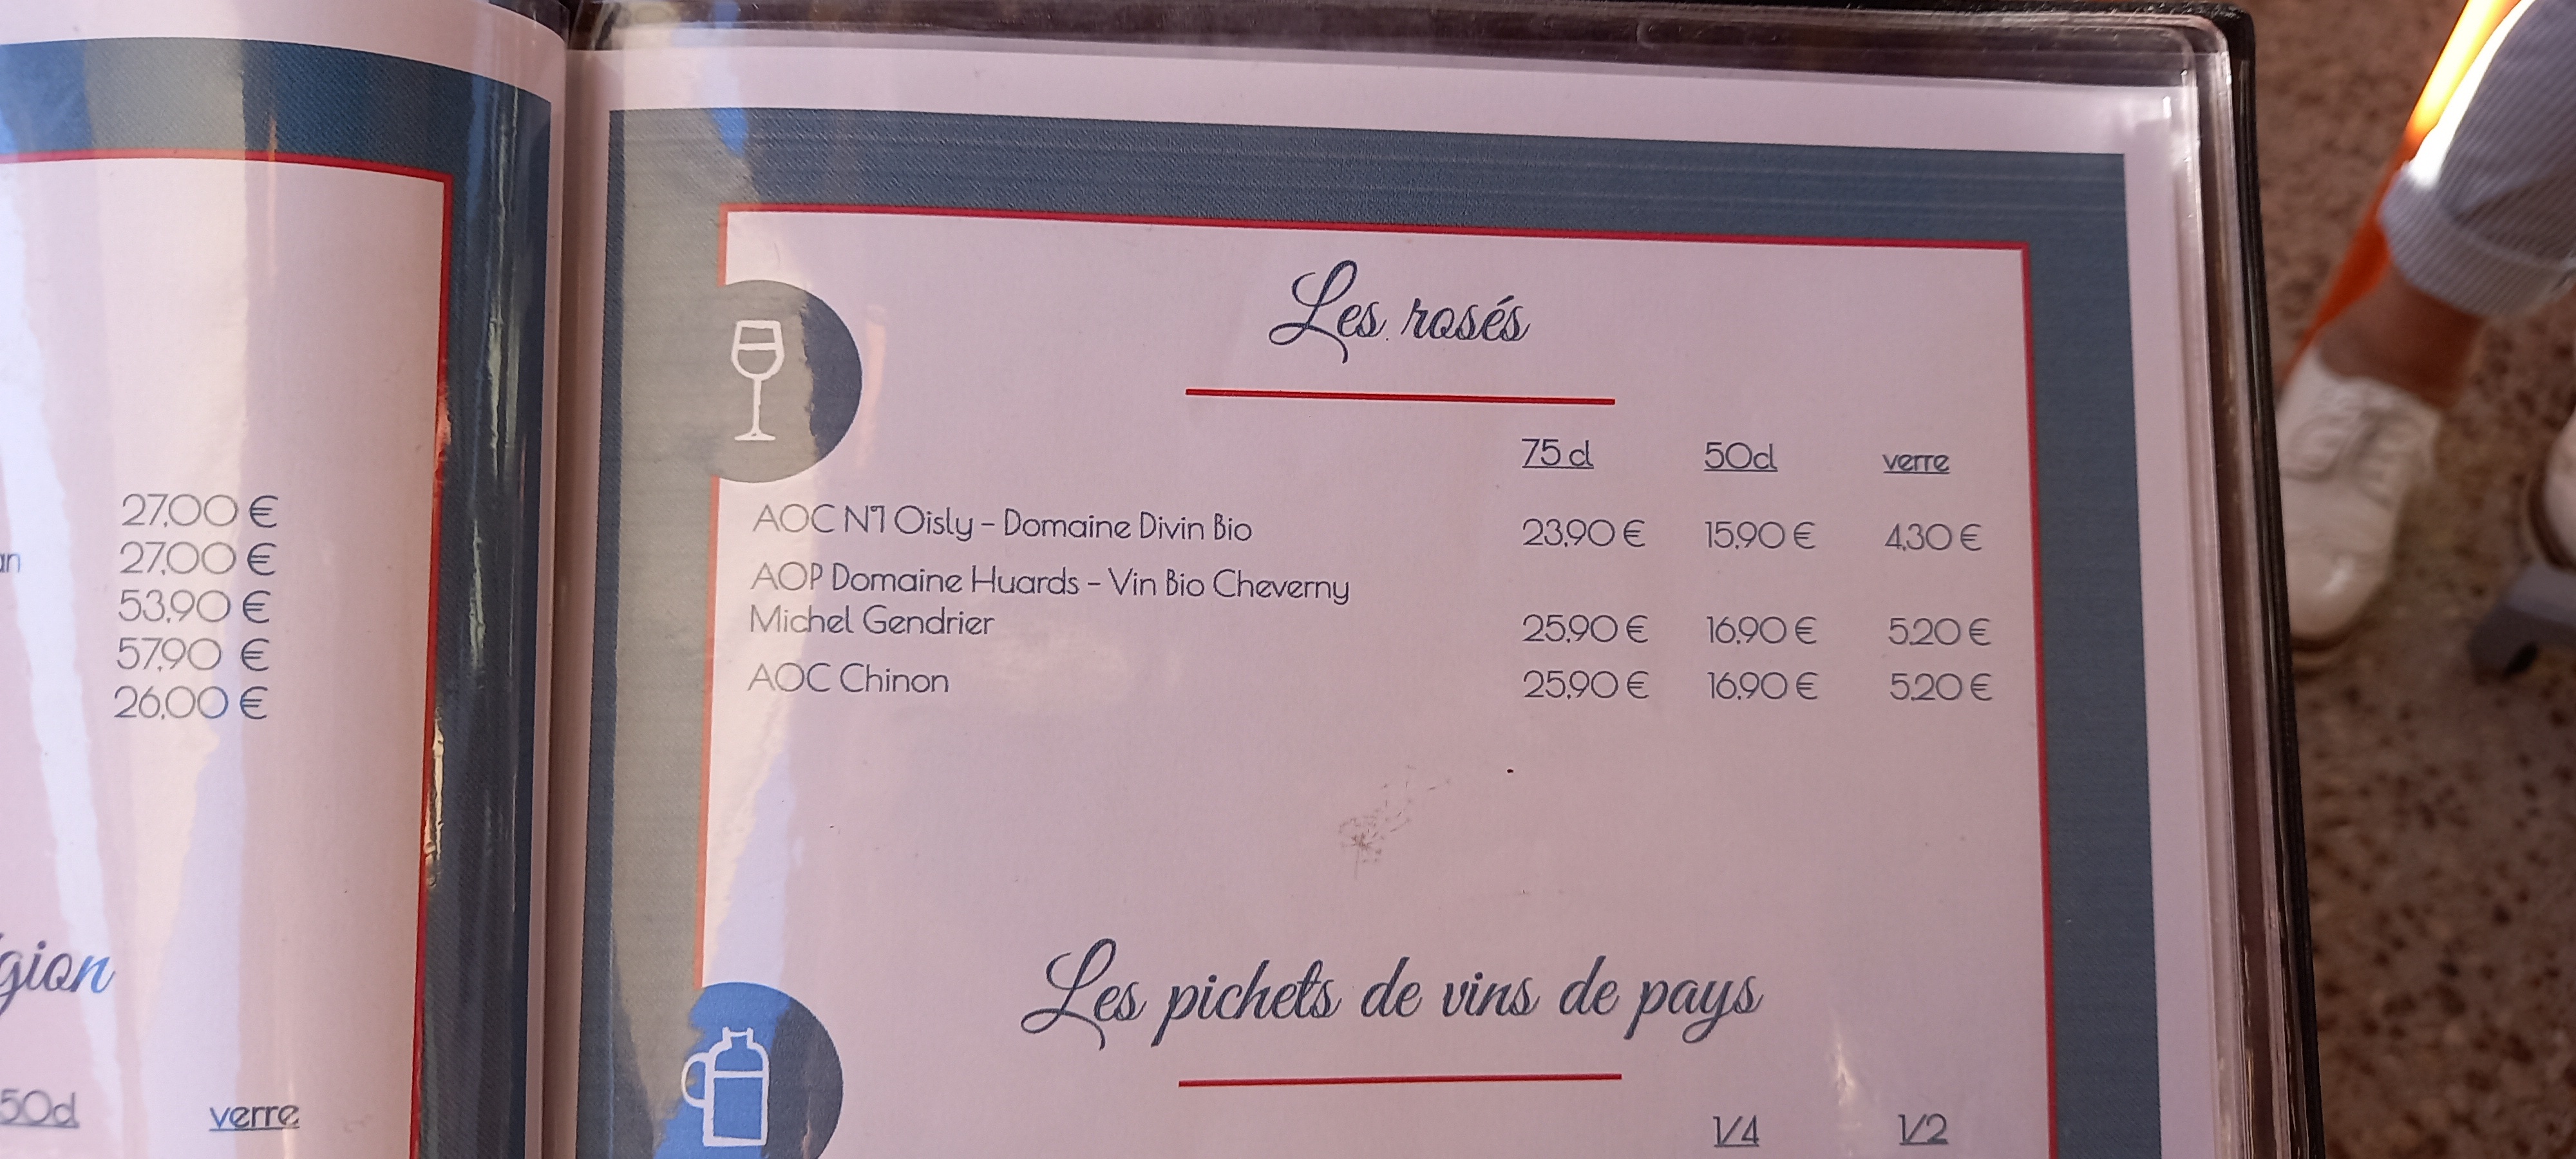 27,00 €
27,00 €
53,90 €
57,90 €
26,00 €
50cl verre
Les rosés
75 cl 50cl verre
AOC N°1 Oisly - Domaine Divin Bio 23,90 € 15,90 € 4,30 €
AOP Domaine Huards - Vin Bio Cheverny
Michel Gendrier 25,90 € 16,90 € 5,20 €
AOC Chinon 25,90 € 16,90 € 5,20 €
Les pichets de vins de pays
1/4 1/2